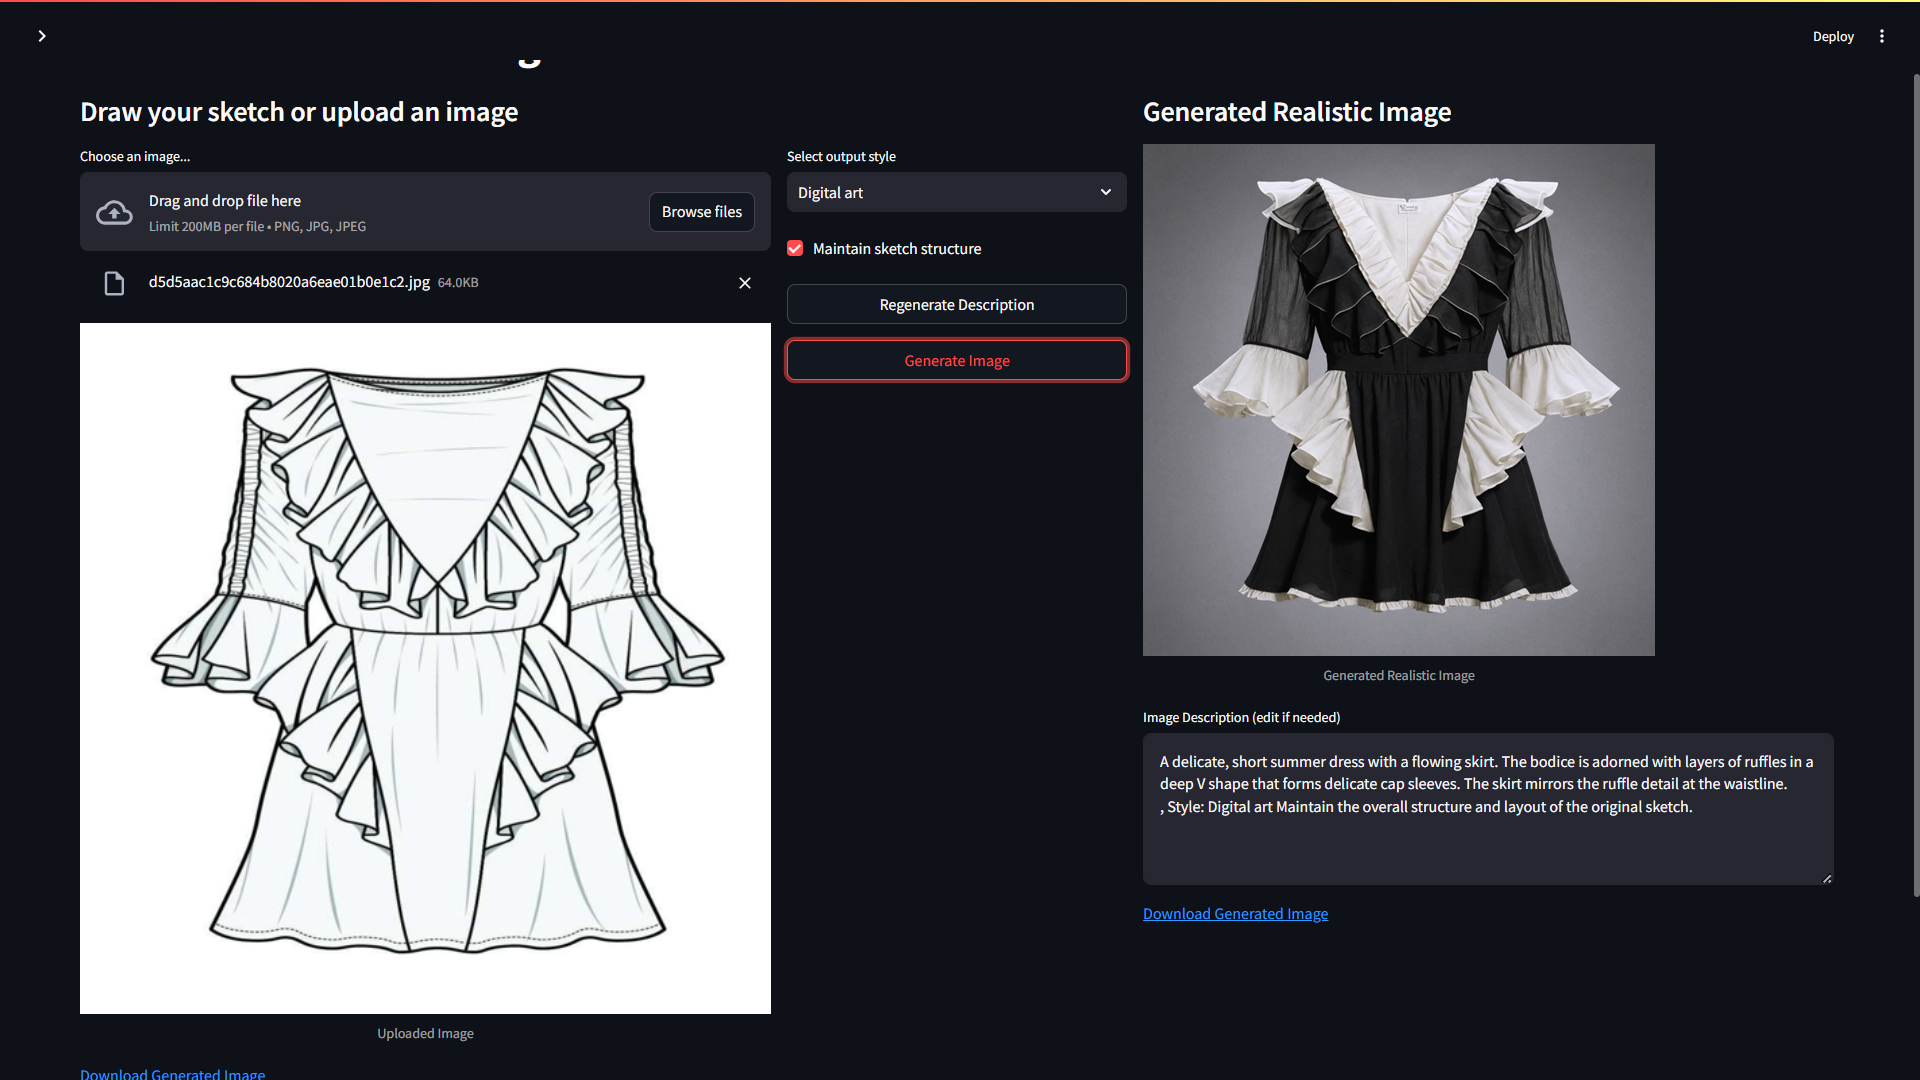 Deploy
Draw your sketch or upload an image
Choose an image...
Drag and drop file here
Limit 200MB per file • PNG, JPG, JPEG
Browse files
d5d5aac1c9c684b8020a6eae01b0e1c2.jpg 64.0KB
Uploaded Image
Download Generated Image
Select output style
Digital art
Maintain sketch structure
Regenerate Description
Generate Image
Generated Realistic Image
Generated Realistic Image
Image Description (edit if needed)
A delicate, short summer dress with a flowing skirt. The bodice is adorned with layers of ruffles in a
deep V shape that forms delicate cap sleeves. The skirt mirrors the ruffle detail at the waistline.
, Style: Digital art Maintain the overall structure and layout of the original sketch.
Download Generated Image